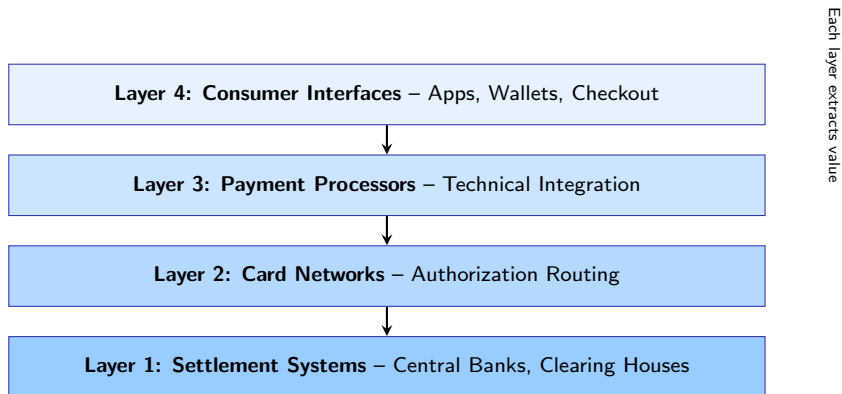 Layer 4: Consumer Interfaces – Apps, Wallets, Checkout
Layer 3: Payment Processors – Technical Integration
Layer 2: Card Networks – Authorization Routing
Layer 1: Settlement Systems – Central Banks, Clearing Houses
Each layer extracts value